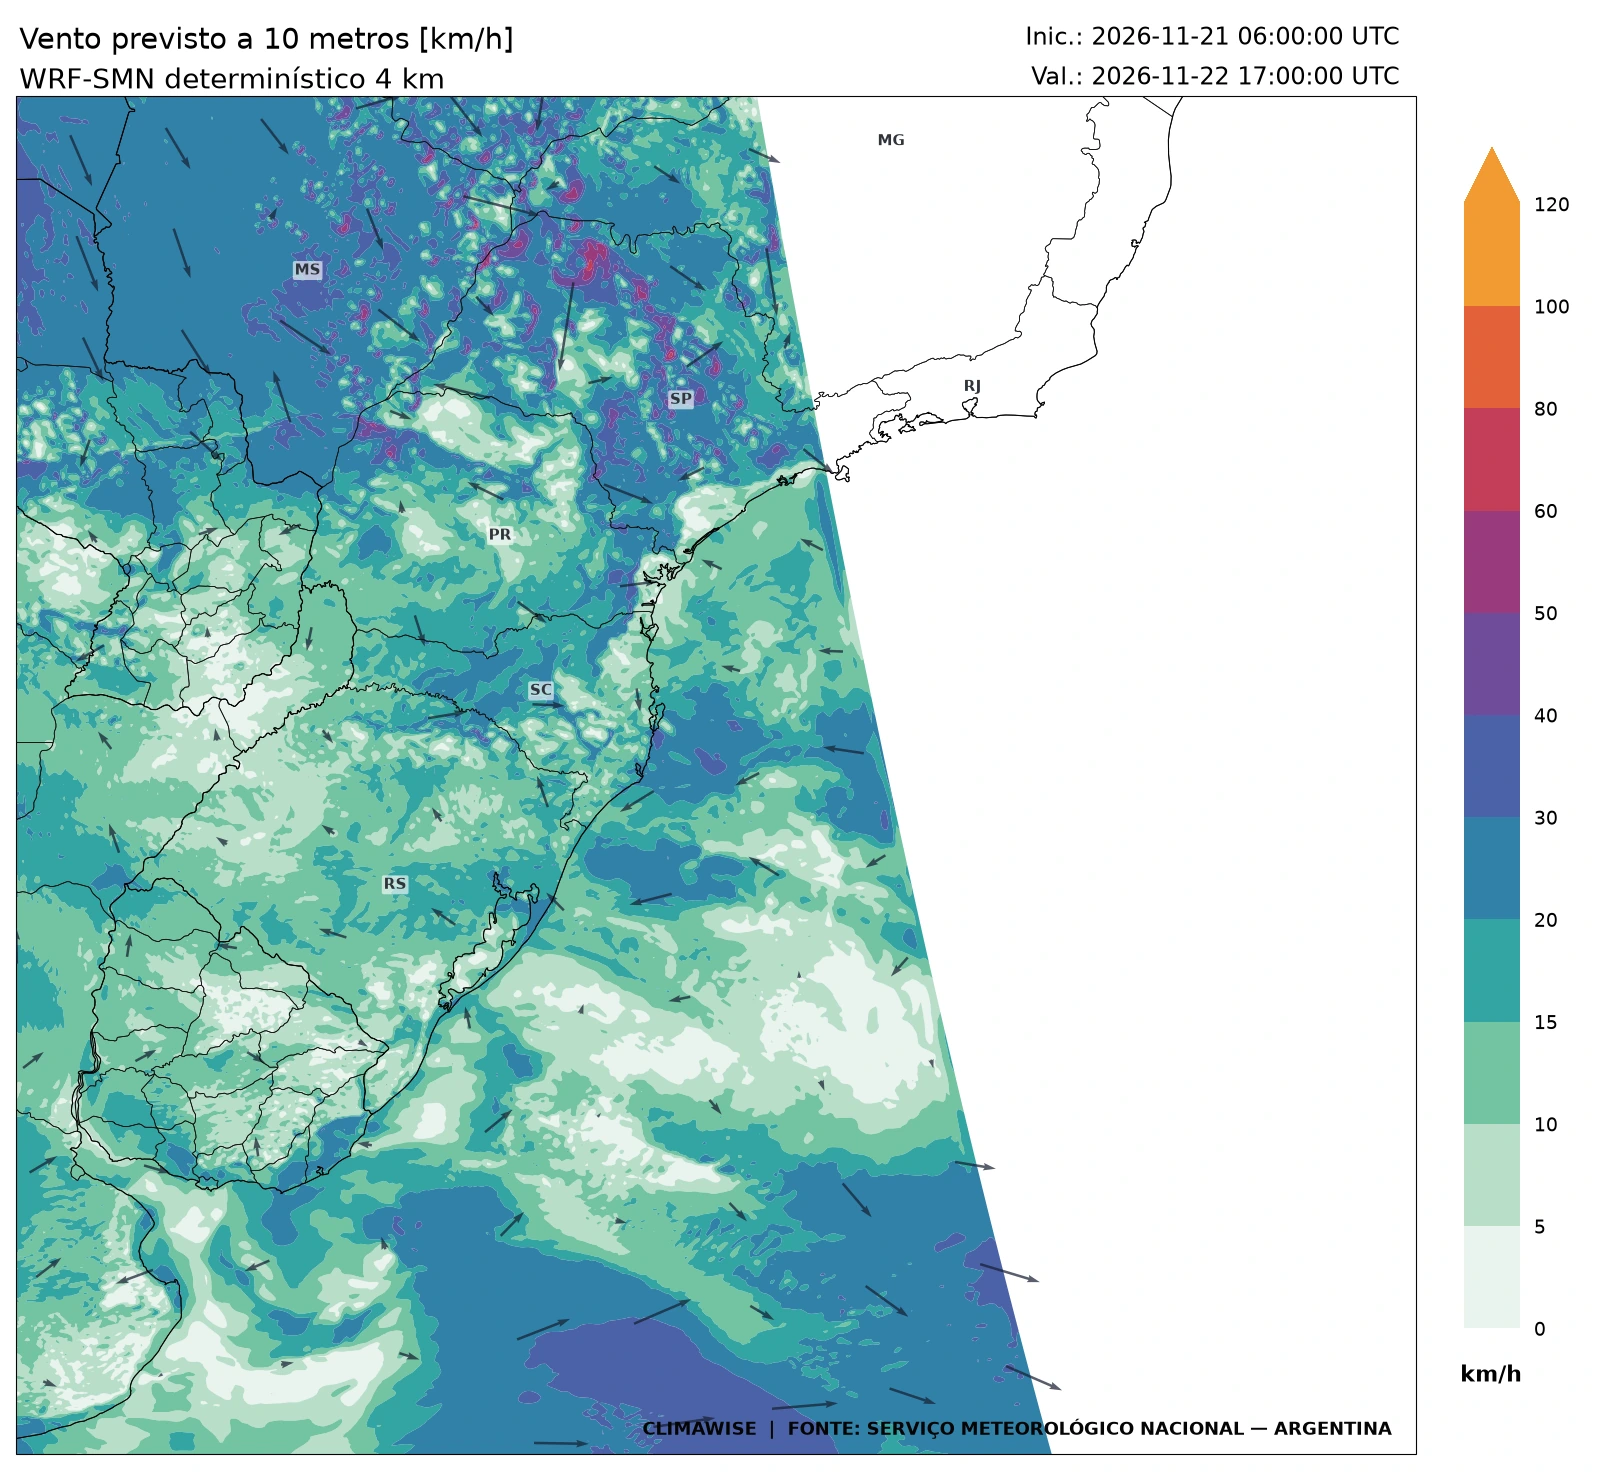 Vento previsto a 10 metros [km/h]
WRF-SMN determinístico 4 km
Inic.: 2026-11-21 06:00:00 UTC
Val.: 2026-11-22 17:00:00 UTC
MG
MS
RJ
SP
PR
SC
RS
120
100
80
60
50
40
30
20
15
10
5
0
km/h
CLIMAWISE | FONTE: SERVIÇO METEOROLÓGICO NACIONAL — ARGENTINA